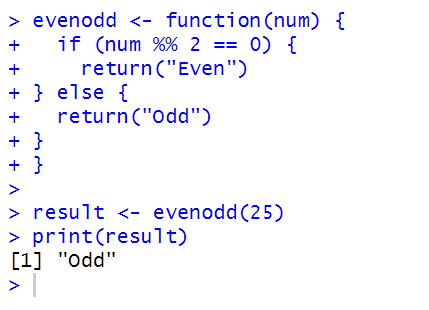 > evenodd <- function(num) {
+   if (num %% 2 == 0) {
+     return("Even")
+ } else {
+   return("Odd")
+ }
+ }
>
> result <- evenodd(25)
> print(result)
[1] "Odd"
>